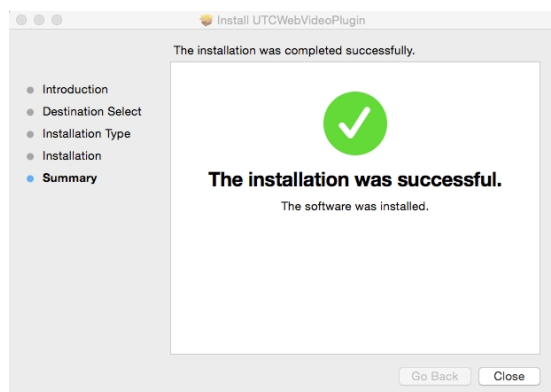 Install UTCWebVideoPlugin
The installation was completed successfully.
Introduction
Destination Select
Installation Type
Installation
Summary
The installation was successful.
The software was installed.
Go Back
Close